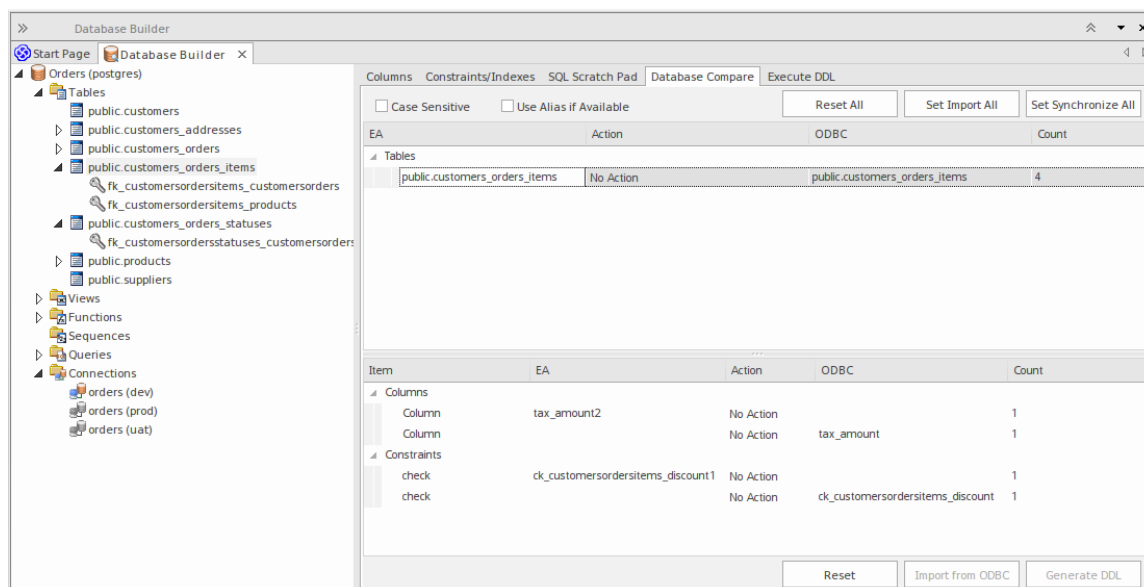 Database Builder
Start Page Database Builder
Orders (postgres)
Tables
public.customers
public.customers_addresses
public.customers_orders
public.customers_orders_items
fk_customersordersitems_customersorders
fk_customersordersitems_products
public.customers_orders_statuses
fk_customersordersstatuses_customersorders
public.products
public.suppliers
Views
Functions
Sequences
Queries
Connections
orders (dev)
orders (prod)
orders (uat)
Columns Constraints/Indexes SQL Scratch Pad Database Compare Execute DDL
Case Sensitive Use Alias if Available Reset All Set Import All Set Synchronize All
EA Action ODBC Count
Tables
public.customers_orders_items No Action public.customers_orders_items 4
Item EA Action ODBC Count
Columns
Column tax_amount2 No Action 1
Column No Action tax_amount 1
Constraints
check ck_customersordersitems_discount1 No Action 1
check No Action ck_customersordersitems_discount 1
Reset Import from ODBC Generate DDL